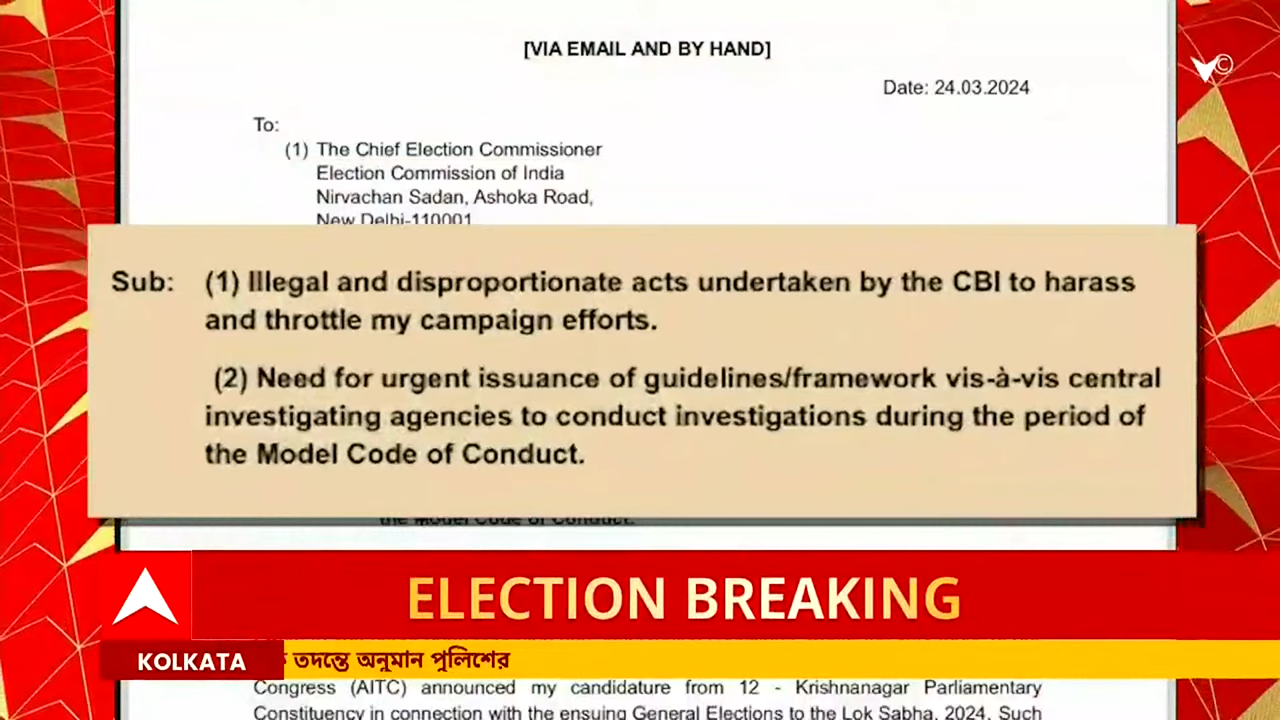 [VIA EMAIL AND BY HAND]
©
Date: 24.03.2024
To:
(1) The Chief Election Commissioner
Election Commission of India
Nirvachan Sadan, Ashoka Road,
New Delhi-110001
Sub: (1) Illegal and disproportionate acts undertaken by the CBI to harass
and throttle my campaign efforts.
(2) Need for urgent issuance of guidelines/framework vis-à-vis central
investigating agencies to conduct investigations during the period of
the Model Code of Conduct.
the Model Code of Conduct.
ELECTION BREAKING
KOLKATA
তদন্তে অনুমান পুলিশের
Congress (AITC) announced my candidature from 12 - Krishnanagar Parliamentary
Constituency in connection with the ensuing General Elections to the Lok Sabha, 2024. Such